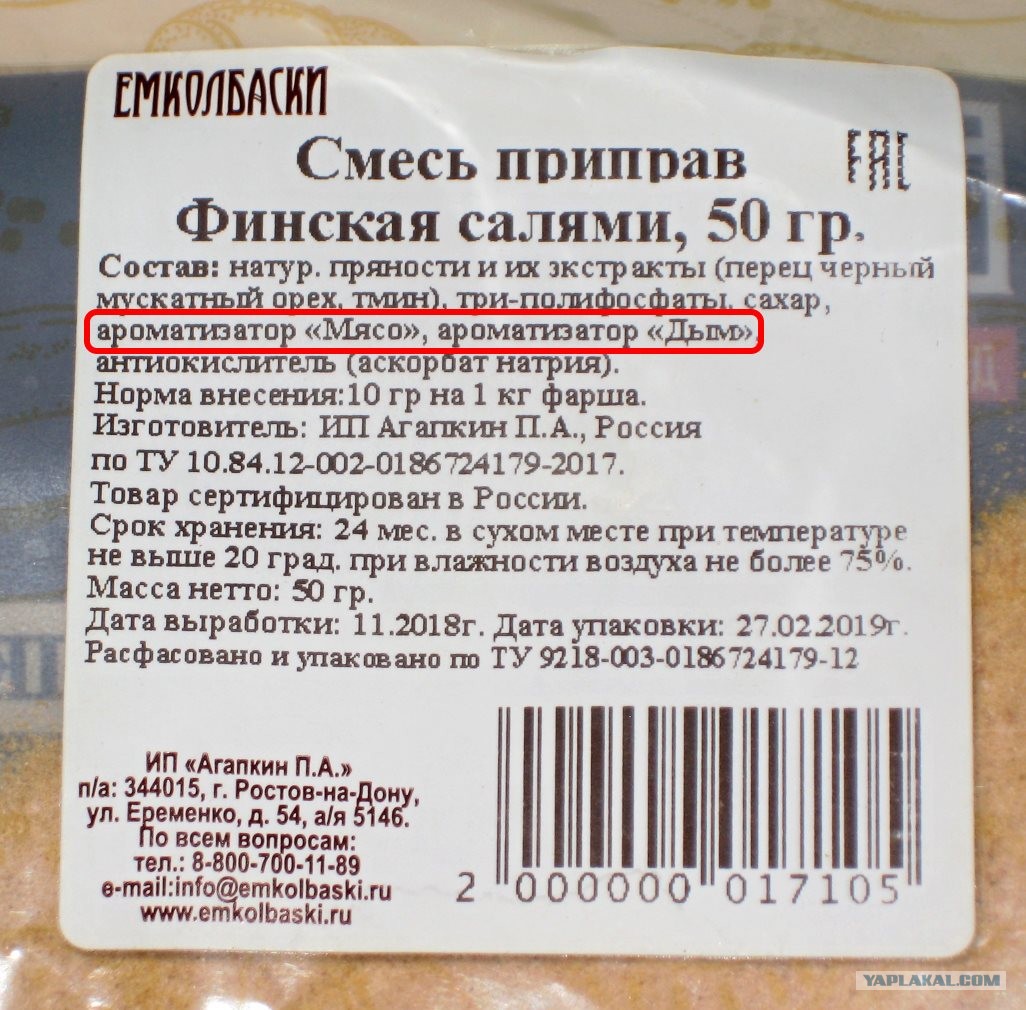 ЕМКОЛБАСКИ
Смесь приправ
EAC
Финская салями, 50 гр.
Состав: натур. пряности и их экстракты (перец черный
мускатный орех, тмин), три-полифосфаты, сахар,
ароматизатор «Мясо», ароматизатор «Дым»,
антиокислитель (аскорбат натрия).
Норма внесения:10 гр на 1 кг фарша.
Изготовитель: ИП Агапкин П.А., Россия
по ТУ 10.84.12-002-0186724179-2017.
Товар сертифицирован в России.
Срок хранения: 24 мес. в сухом месте при температуре
не выше 20 град. при влажности воздуха не более 75%.
Масса нетто: 50 гр.
Дата выработки: 11.2018г. Дата упаковки: 27.02.2019г.
Расфасовано и упаковано по ТУ 9218-003-0186724179-12
ИП «Агапкин П.А.»
п/а: 344015, г. Ростов-на-Дону,
ул. Еременко, д. 54, а/я 5146.
По всем вопросам:
тел.: 8-800-700-11-89
e-mail:info@emkolbaski.ru
www.emkolbaski.ru
2 000000 017105
YAPLAKAL.COM